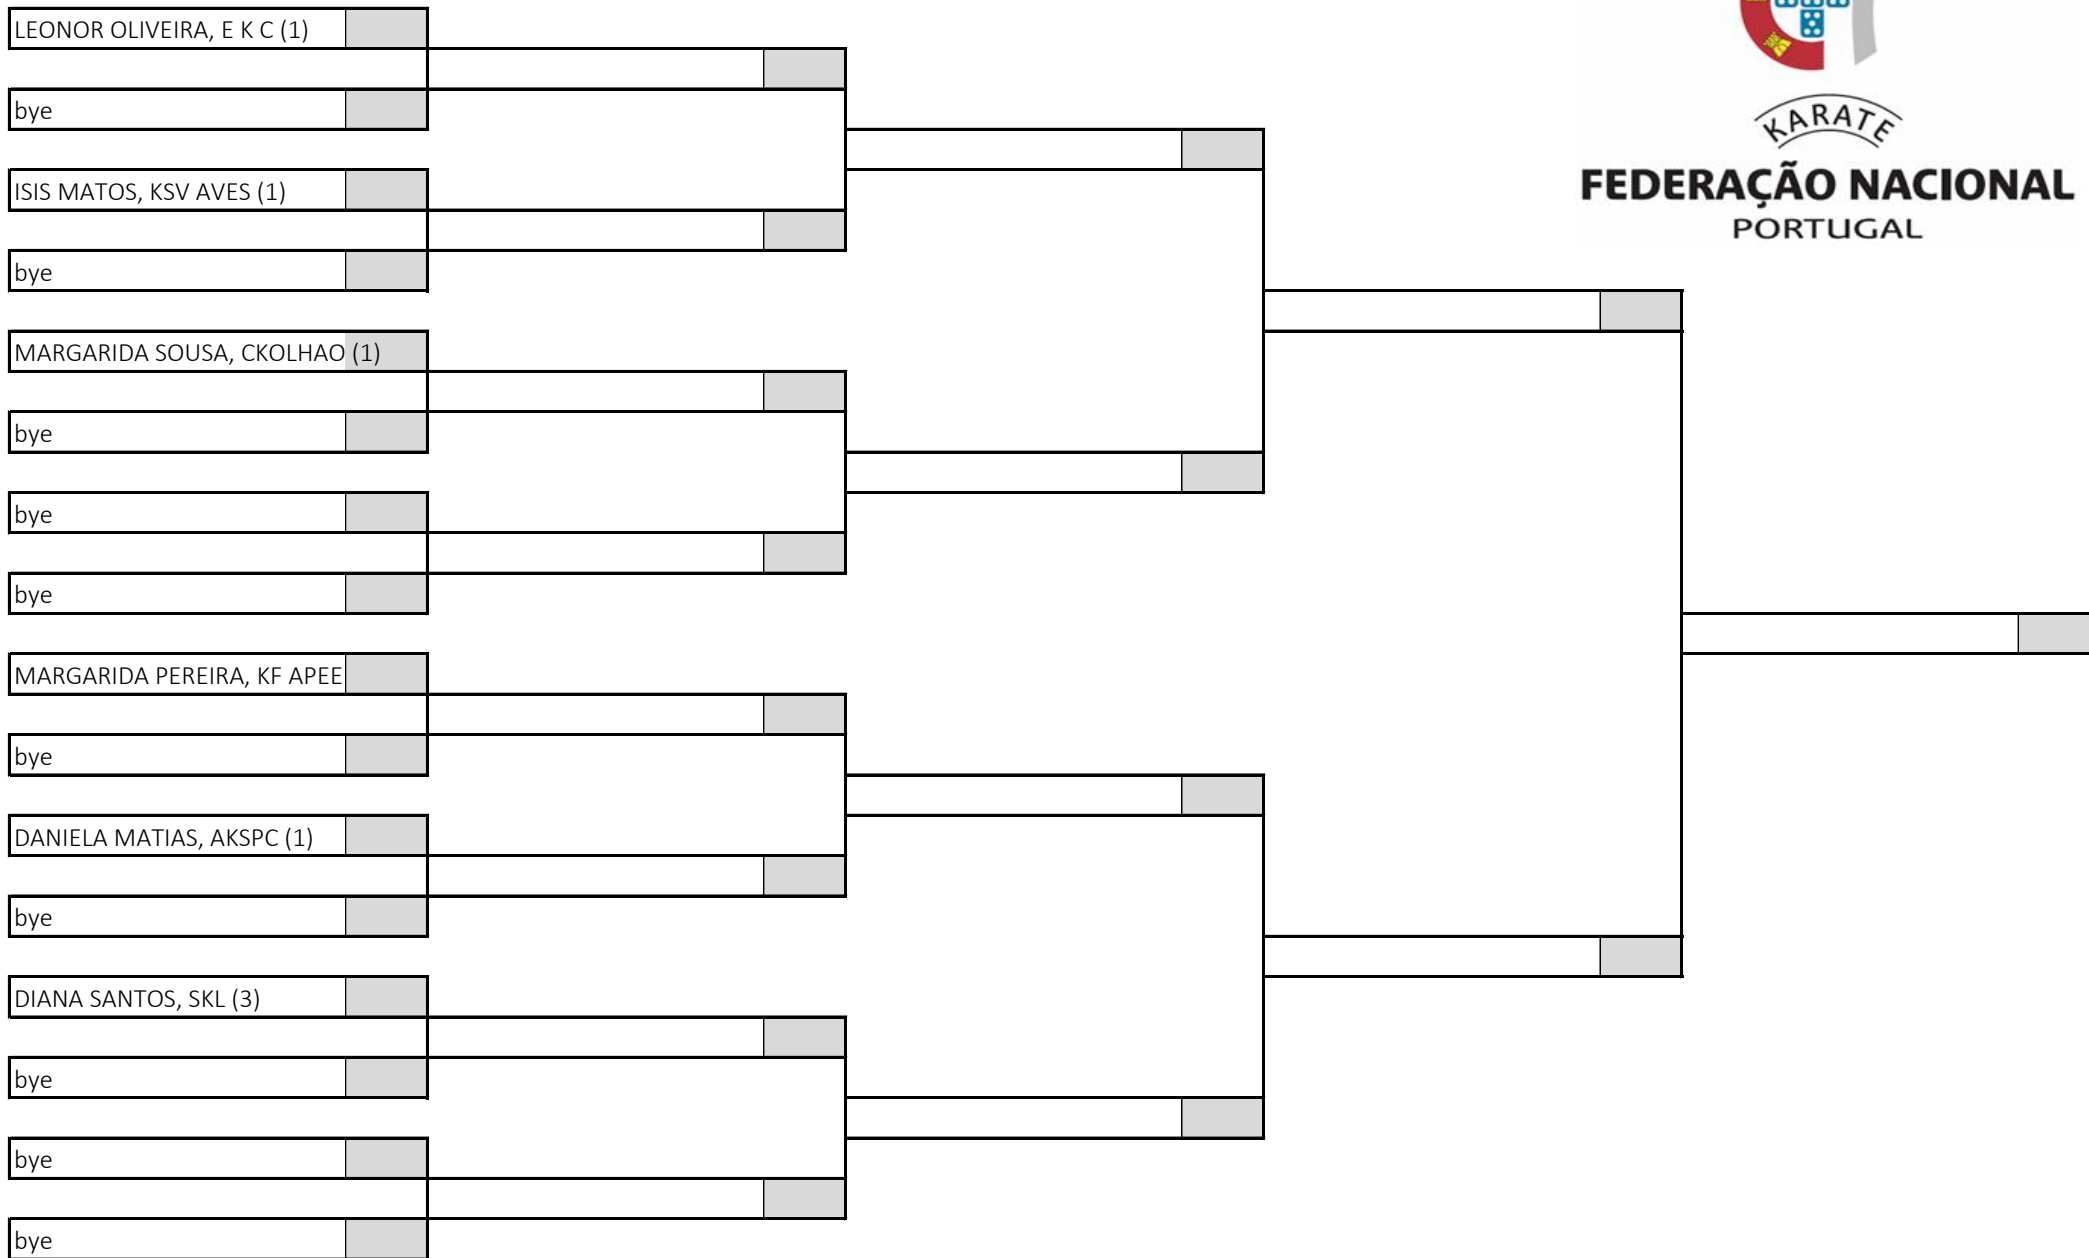 LEONOR OLIVEIRA, E K C (1)
bye
ISIS MATOS, KSV AVES (1)
bye
MARGARIDA SOUSA, CKOLHAO (1)
bye
bye
bye
MARGARIDA PEREIRA, KF APEE
bye
DANIELA MATIAS, AKSPC (1)
bye
DIANA SANTOS, SKL (3)
bye
bye
bye
KARATE
FEDERAÇÃO NACIONAL
PORTUGAL